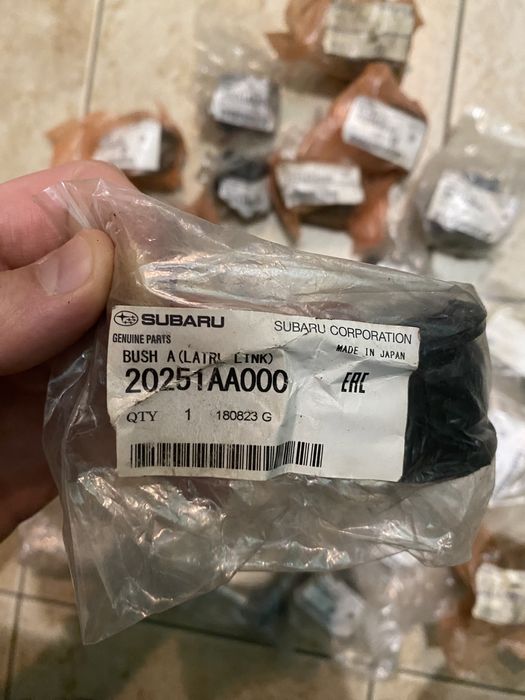 SUBARU SUBARU CORPORATION
GENUINE PARTS MADE IN JAPAN
BUSH A(LATRL LINK)
20251AA000 EAC
QTY 1 180823 G